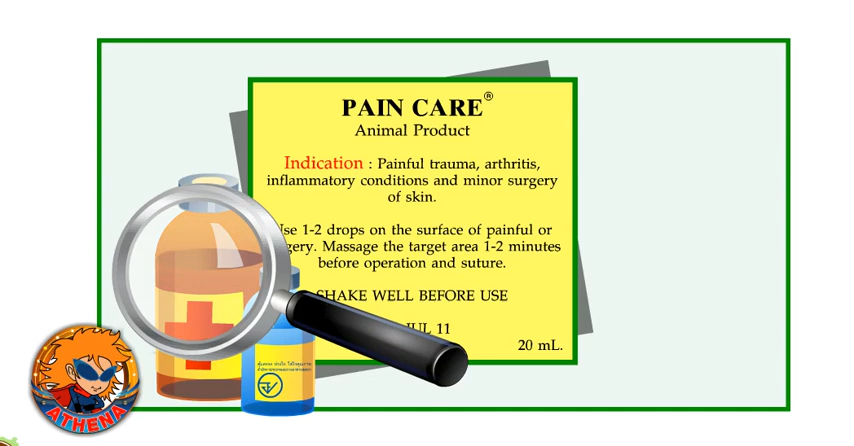 PAIN CARE®
Animal Product
Indication : Painful trauma, arthritis,
inflammatory conditions and minor surgery
of skin.
se 1-2 drops on the surface of painful or
gery. Massage the target area 1-2 minutes
before operation and suture.
SHAKE WELL BEFORE USE
JUL 11
20 mL.
ATHENA